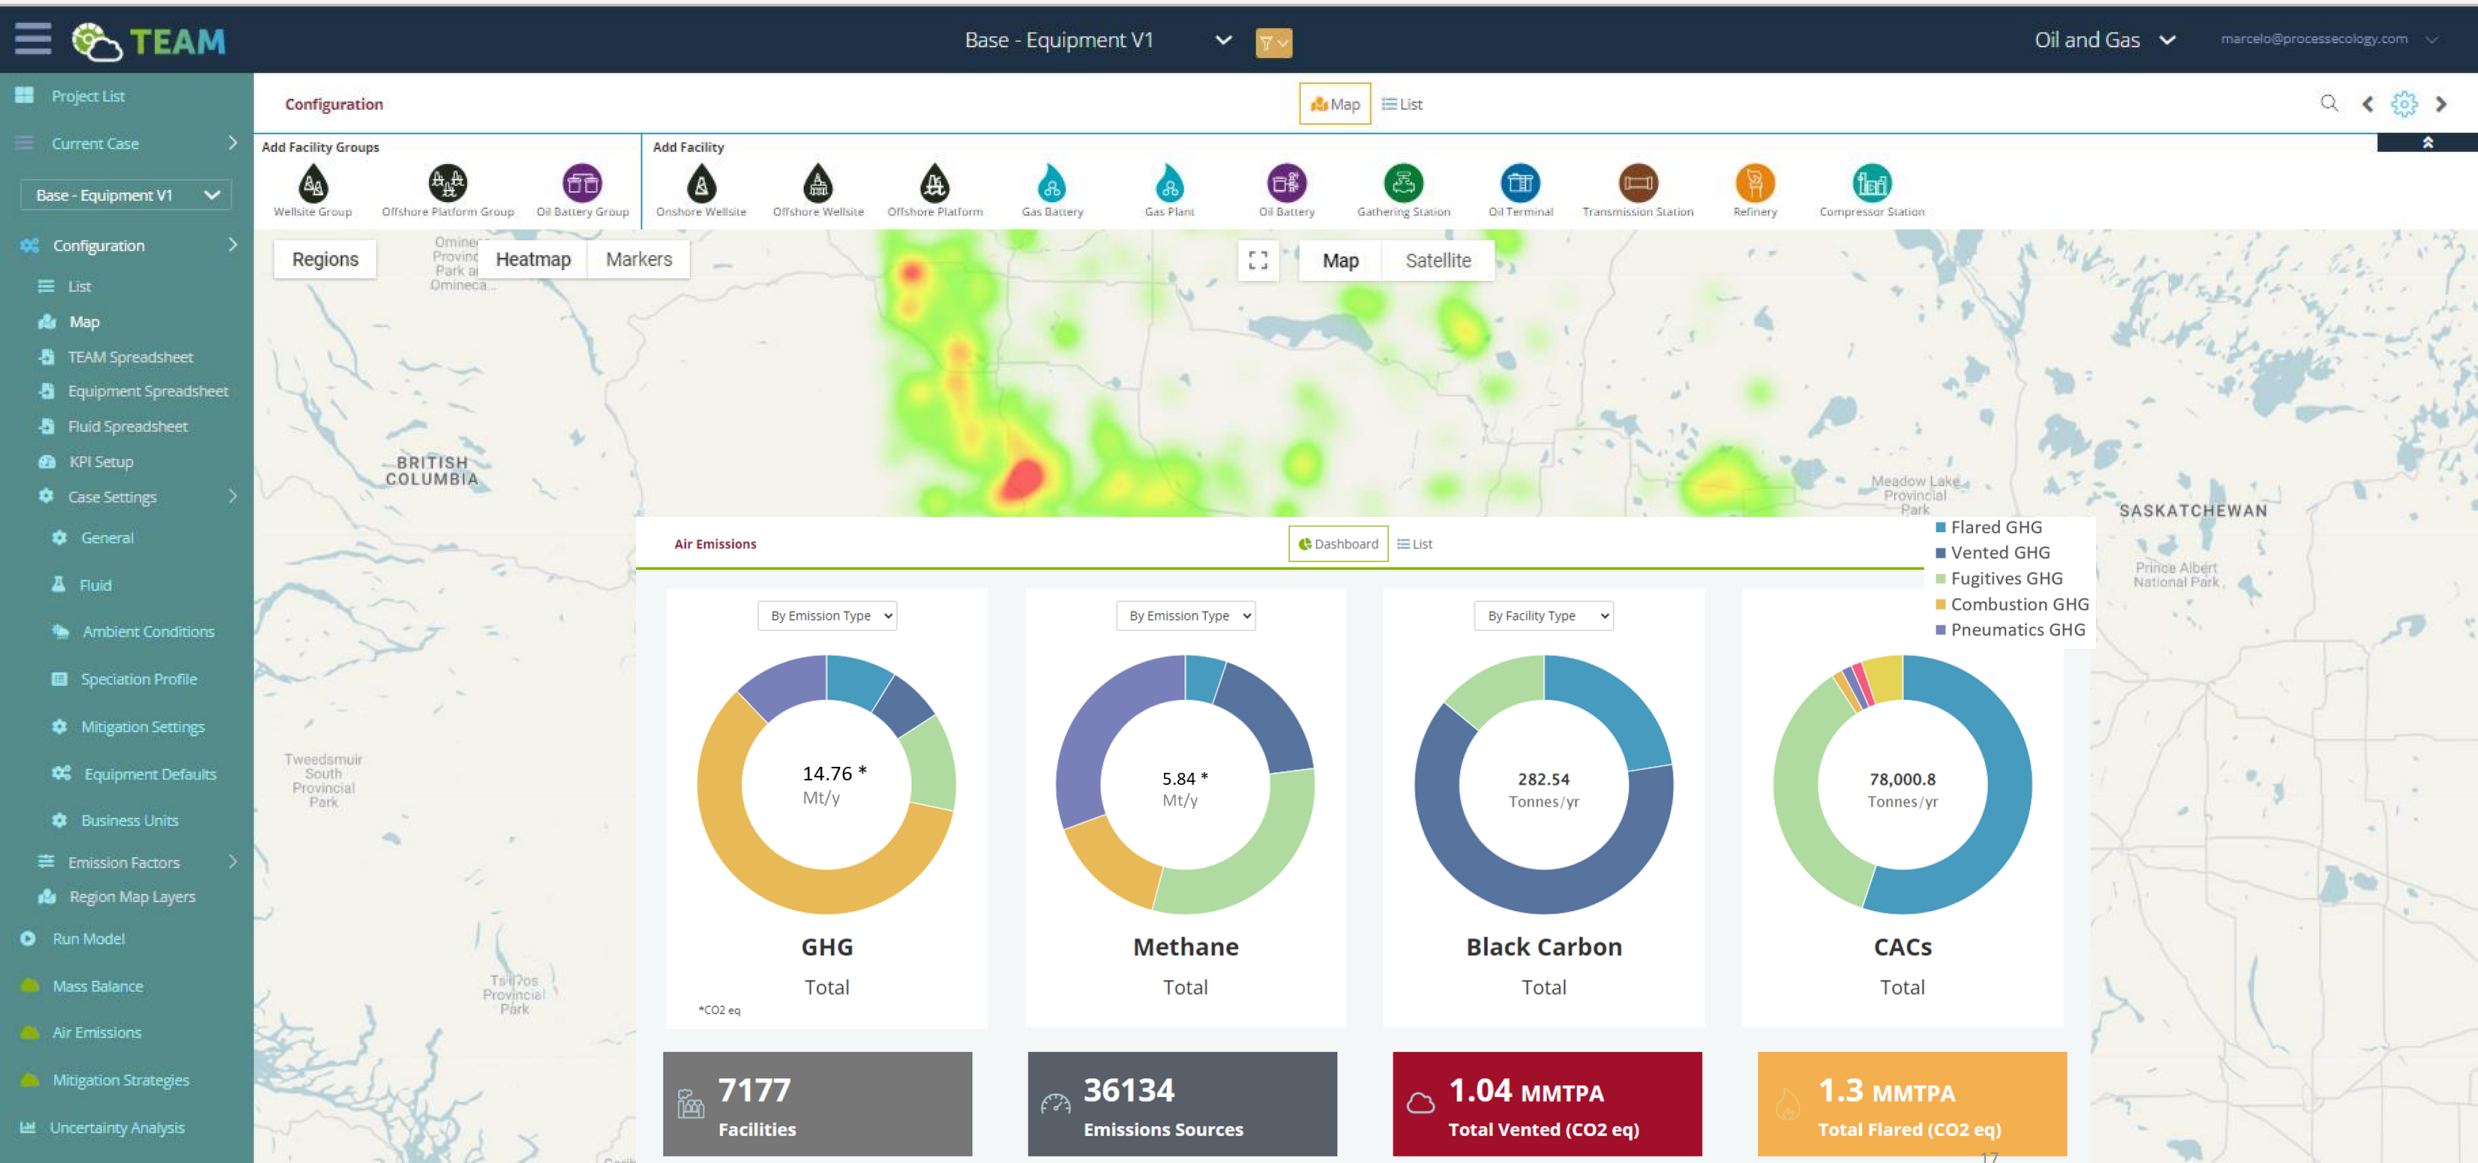 TEAM
Base - Equipment V1
Oil and Gas
marcelo@processecology.com
Project List
Current Case
Base - Equipment V1
Configuration
List
Map
TEAM Spreadsheet
Equipment Spreadsheet
Fluid Spreadsheet
KPI Setup
Case Settings
General
Fluid
Ambient Conditions
Speciation Profile
Mitigation Settings
Equipment Defaults
Business Units
Emission Factors
Region Map Layers
Run Model
Mass Balance
Air Emissions
Mitigation Strategies
Uncertainty Analysis
Configuration
Map
List
Add Facility Groups
Wellsite Group
Offshore Platform Group
Oil Battery Group
Add Facility
Onshore Wellsite
Offshore Wellsite
Offshore Platform
Gas Battery
Gas Plant
Oil Battery
Gathering Station
Oil Terminal
Transmission Station
Refinery
Compressor Station
Regions
Heatmap
Markers
Map
Satellite
Park
Omineca...
BRITISH
COLUMBIA
Meadow Lake
Provincial
Park
SASKATCHEWAN
Prince Albert
National Park
Tweedsmuir
South
Provincial
Park
Provincial
Park
Air Emissions
Dashboard
List
Flared GHG
Vented GHG
Fugitives GHG
Combustion GHG
Pneumatics GHG
By Emission Type
14.76 *
Mt/y
GHG
Total
*CO2 eq
By Emission Type
5.84 *
Mt/y
Methane
Total
By Facility Type
282.54
Tonnes/yr
Black Carbon
Total
78,000.8
Tonnes/yr
CACs
Total
7177
Facilities
36134
Emissions Sources
1.04 MMTPA
Total Vented (CO2 eq)
1.3 MMTPA
Total Flared (CO2 eq)
17